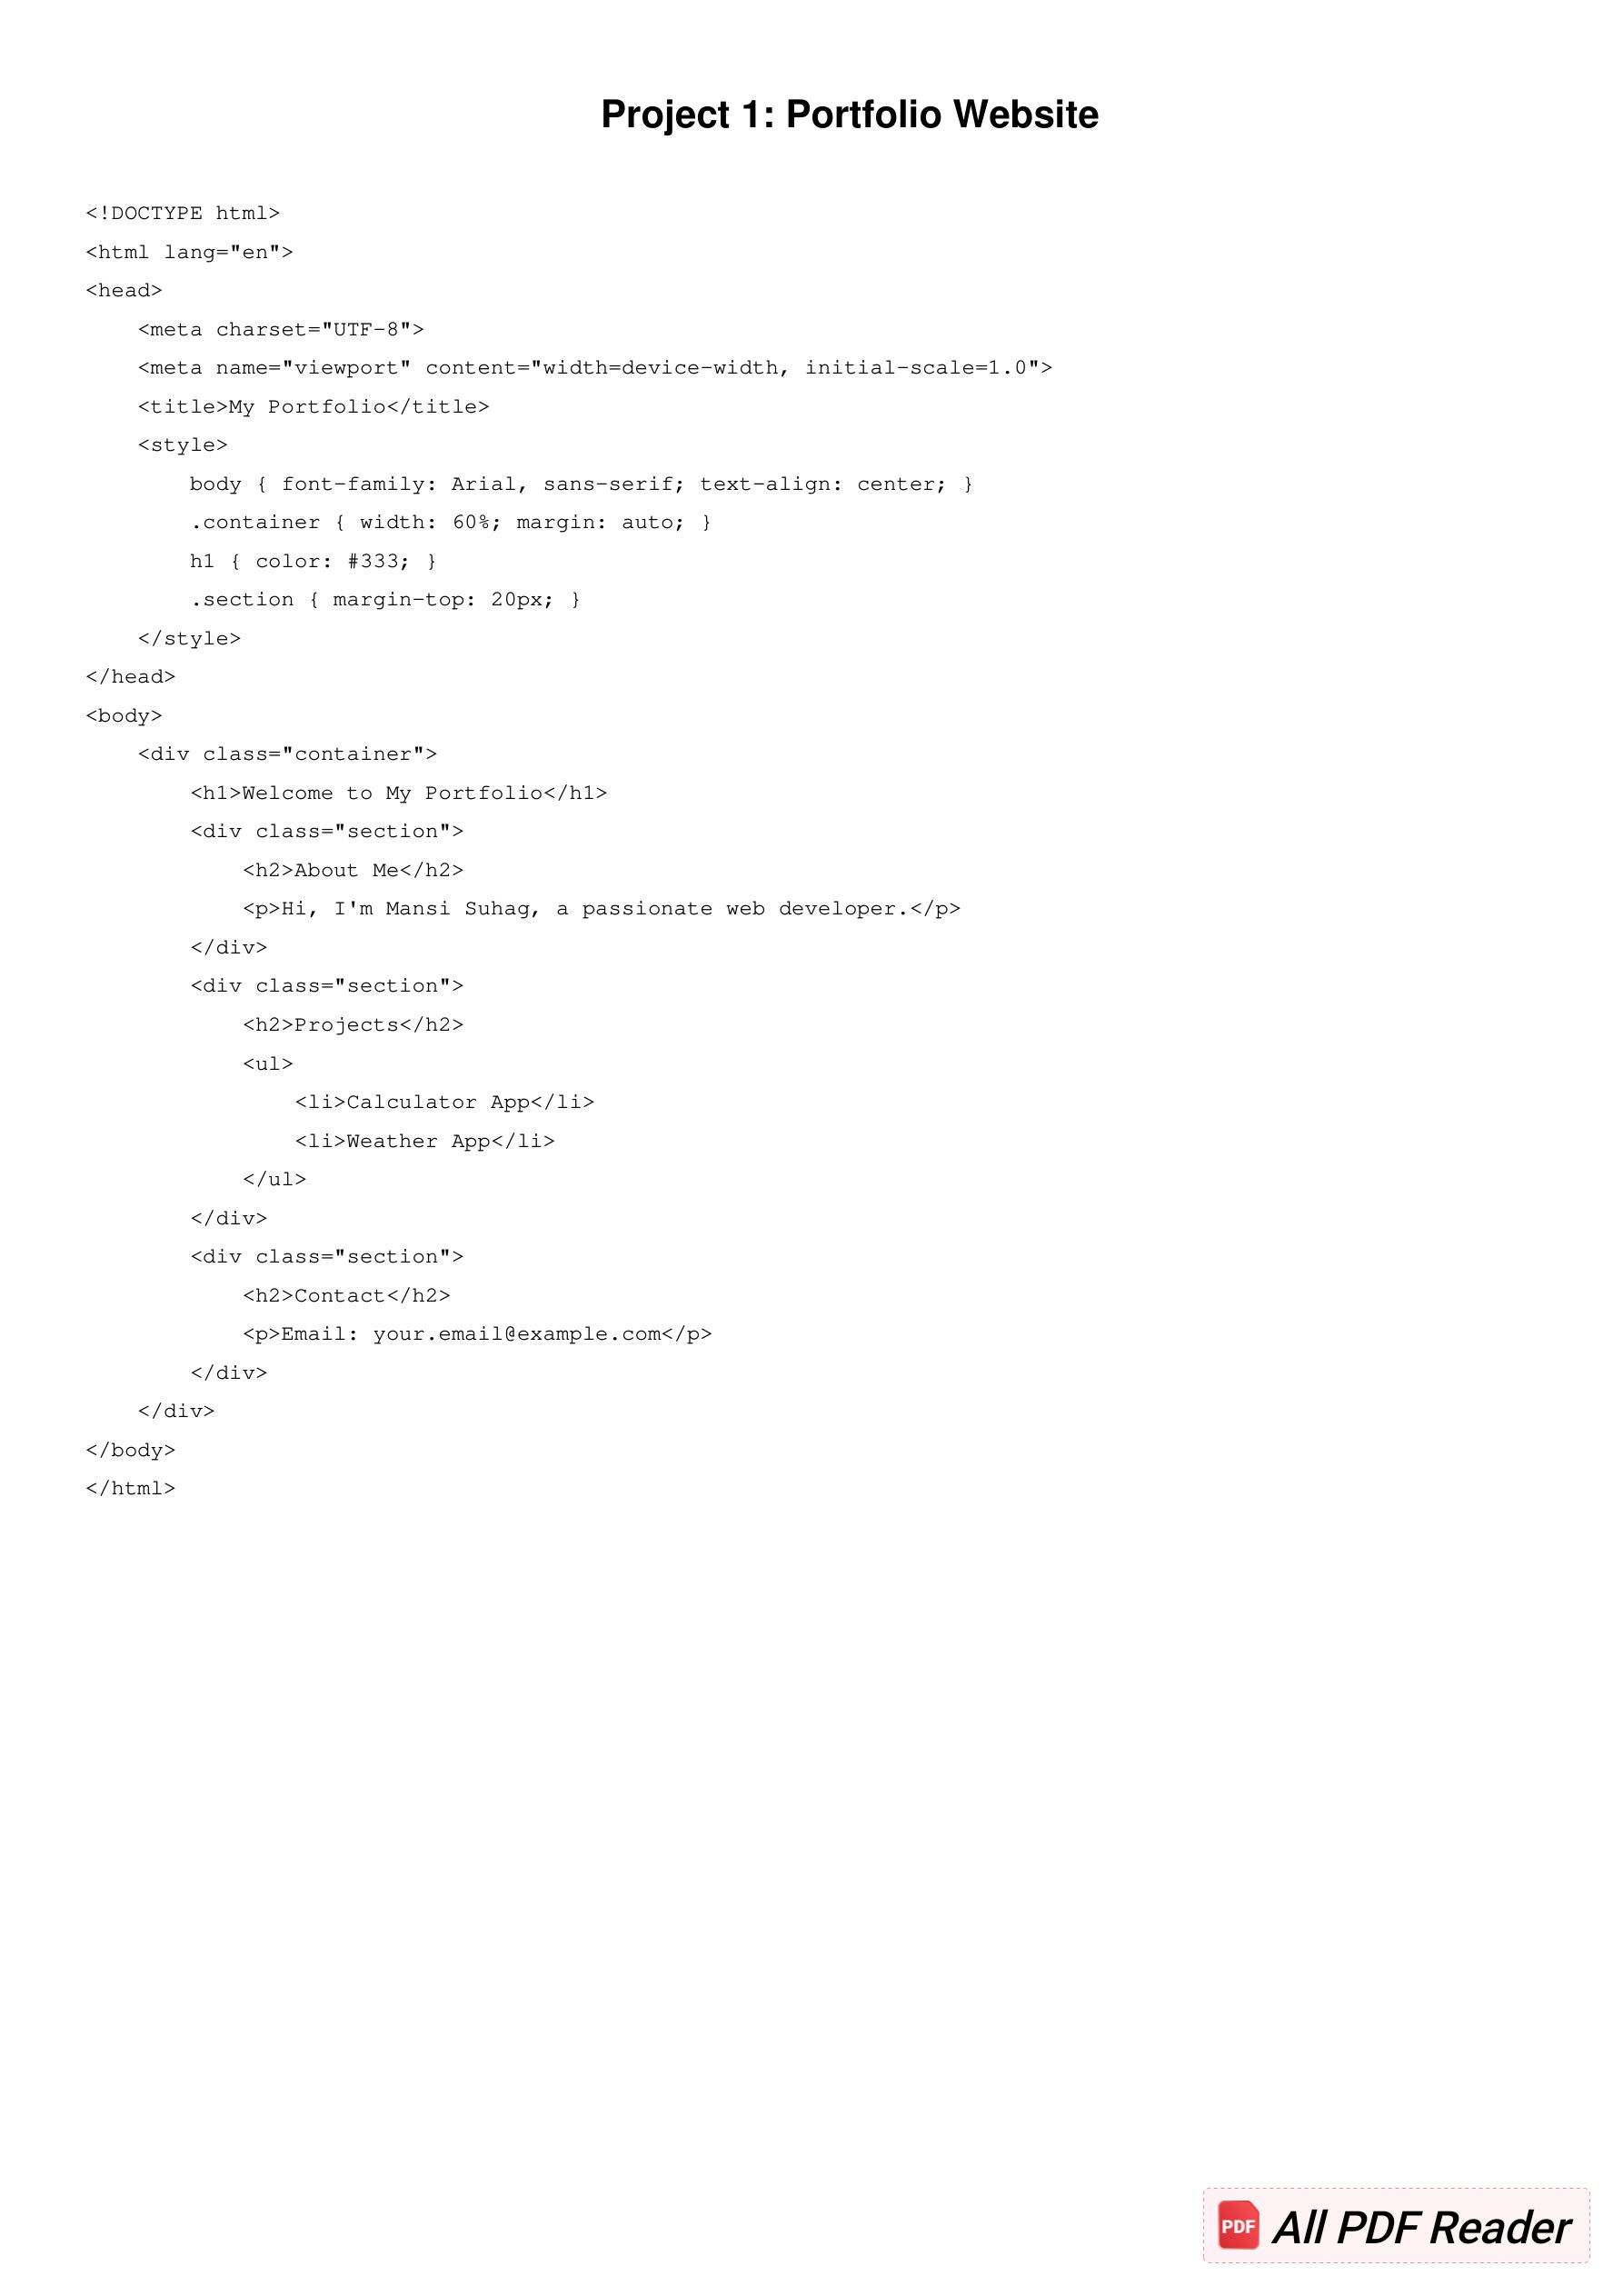 Project 1: Portfolio Website
<!DOCTYPE html>
<html lang="en">
<head>
    <meta charset="UTF-8">
    <meta name="viewport" content="width=device-width, initial-scale=1.0">
    <title>My Portfolio</title>
    <style>
        body { font-family: Arial, sans-serif; text-align: center; }
        .container { width: 60%; margin: auto; }
        h1 { color: #333; }
        .section { margin-top: 20px; }
    </style>
</head>
<body>
    <div class="container">
        <h1>Welcome to My Portfolio</h1>
        <div class="section">
            <h2>About Me</h2>
            <p>Hi, I'm Mansi Suhag, a passionate web developer.</p>
        </div>
        <div class="section">
            <h2>Projects</h2>
            <ul>
                <li>Calculator App</li>
                <li>Weather App</li>
            </ul>
        </div>
        <div class="section">
            <h2>Contact</h2>
            <p>Email: your.email@example.com</p>
        </div>
    </div>
</body>
</html>
PDF All PDF Reader